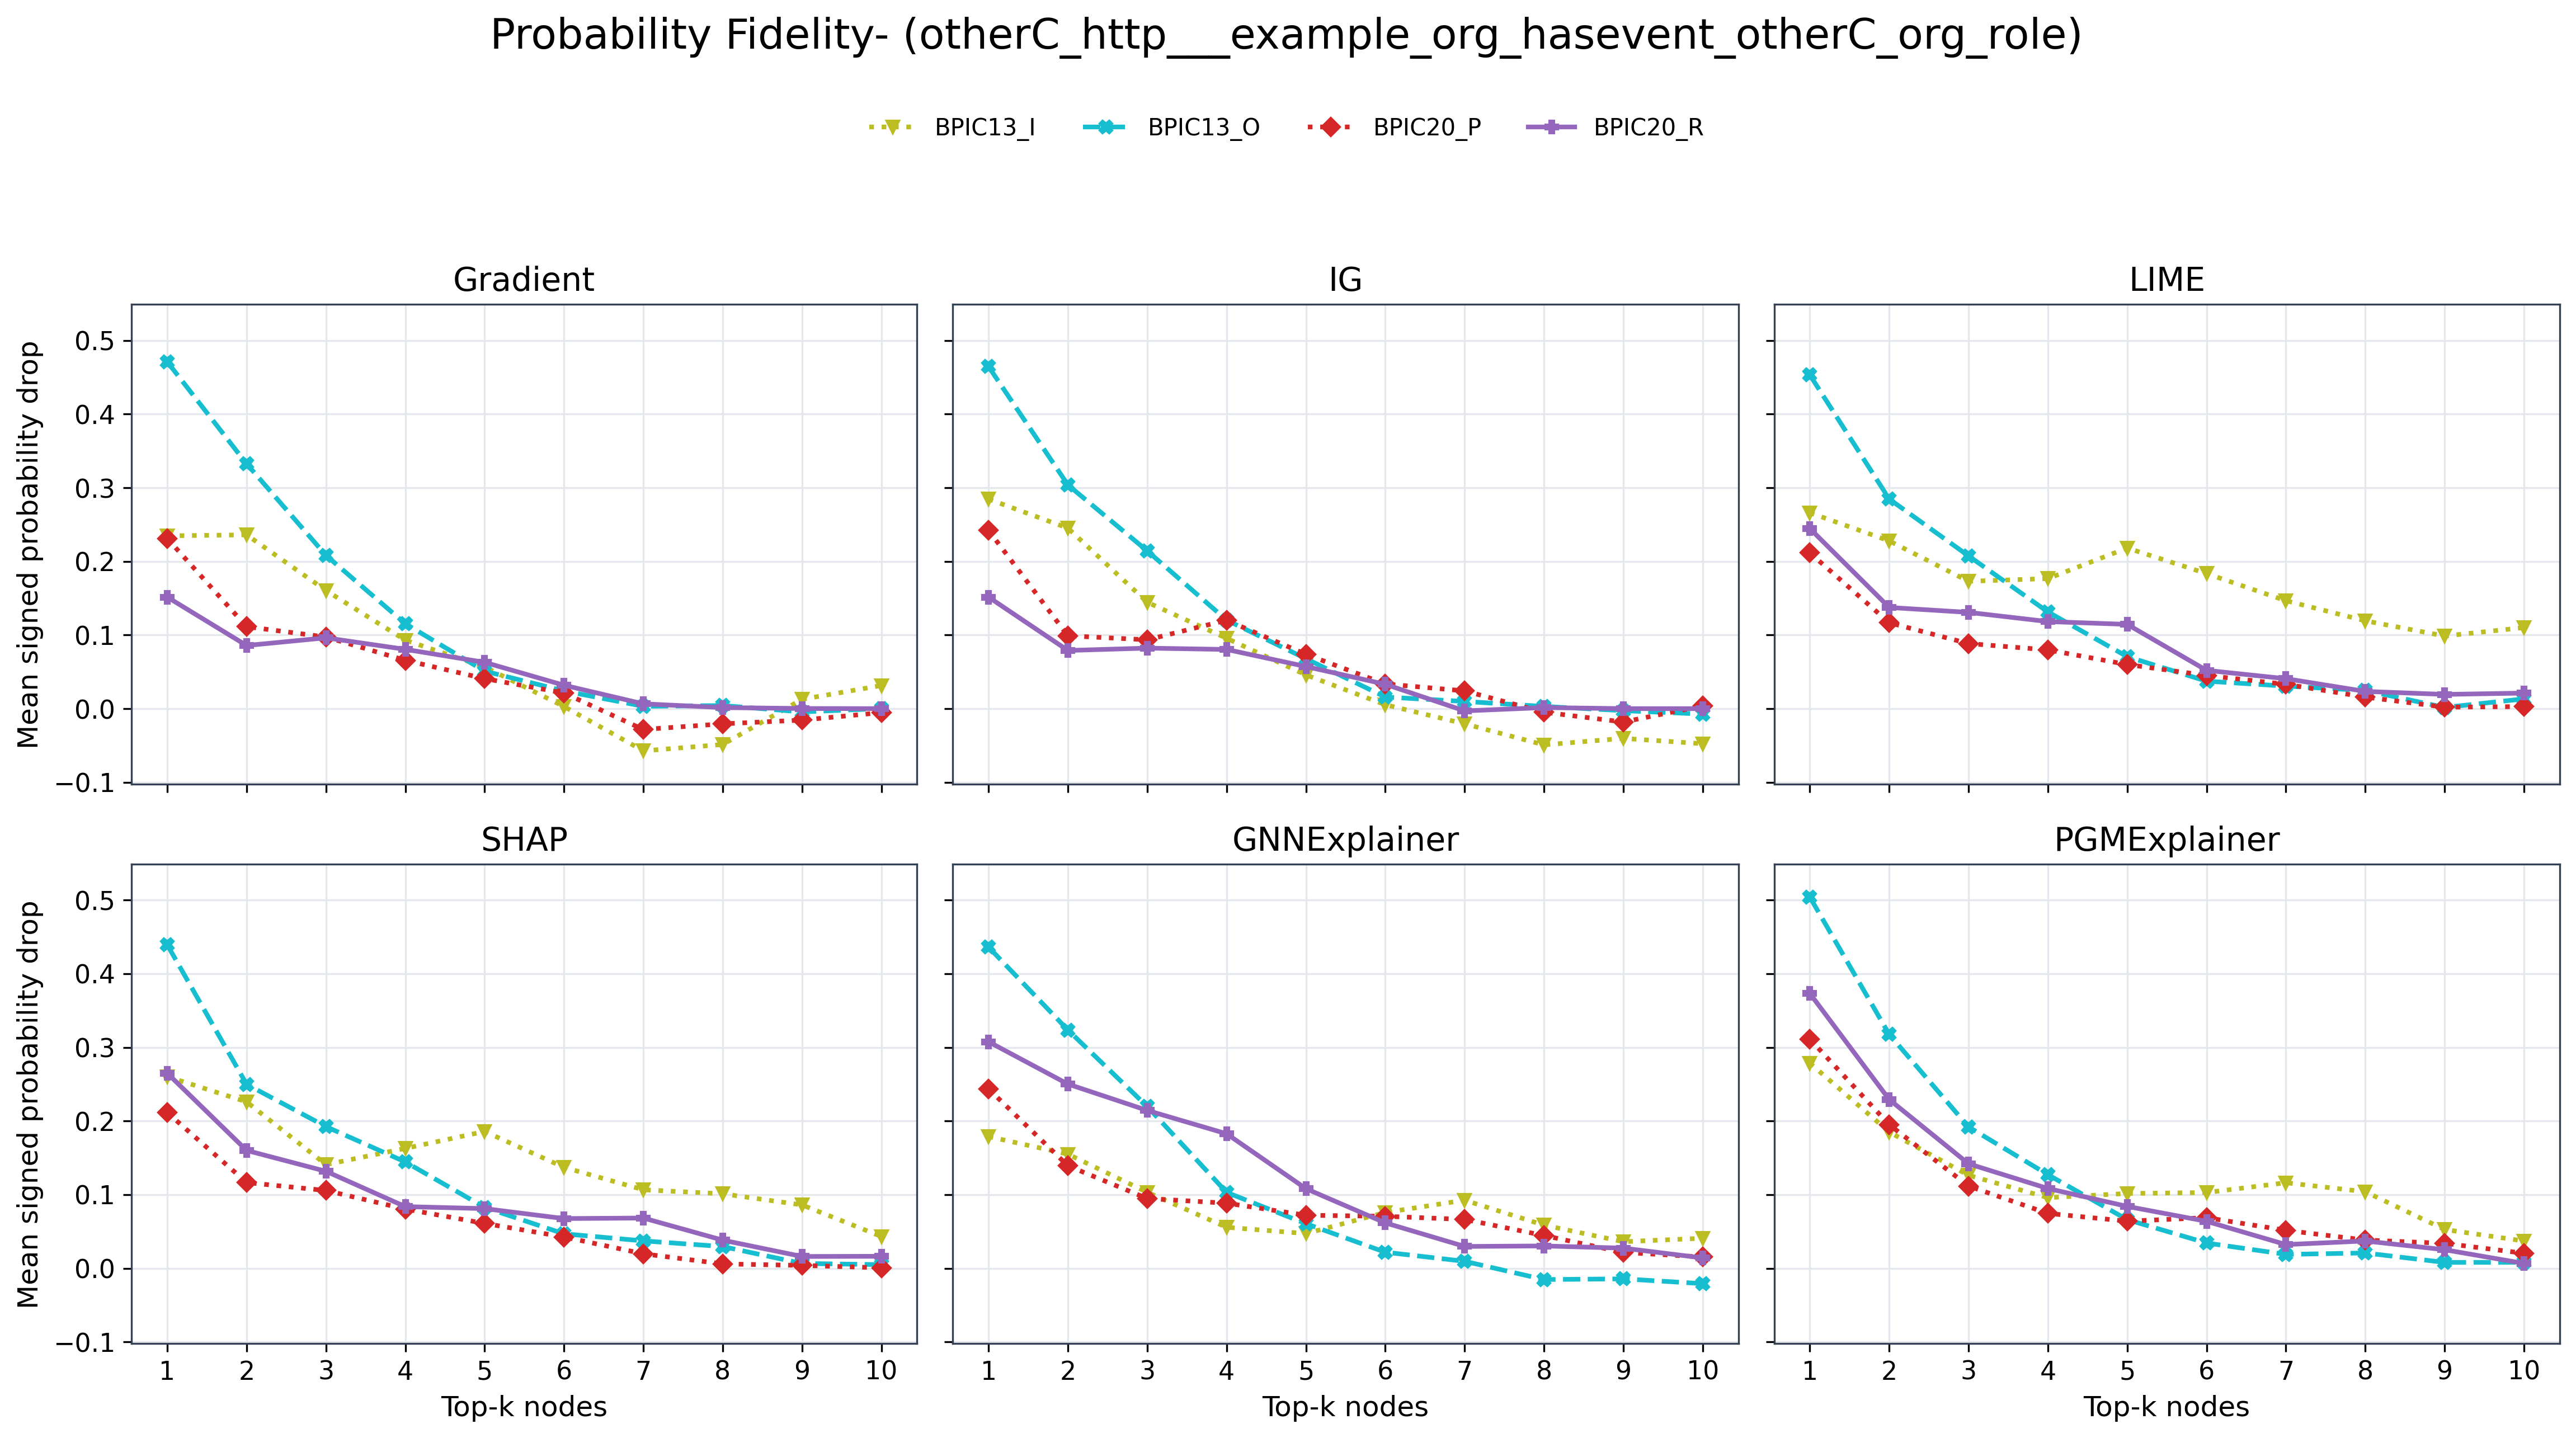 Probability Fidelity- (otherC_http___example_org_hasevent_otherC_org_role)
BPIC13_I BPIC13_O BPIC20_P BPIC20_R
Gradient IG LIME
Mean signed probability drop
0.5
0.4
0.3
0.2
0.1
0.0
−0.1
SHAP GNNExplainer PGMExplainer
Mean signed probability drop
0.5
0.4
0.3
0.2
0.1
0.0
−0.1
1 2 3 4 5 6 7 8 9 10 1 2 3 4 5 6 7 8 9 10 1 2 3 4 5 6 7 8 9 10
Top-k nodes Top-k nodes Top-k nodes